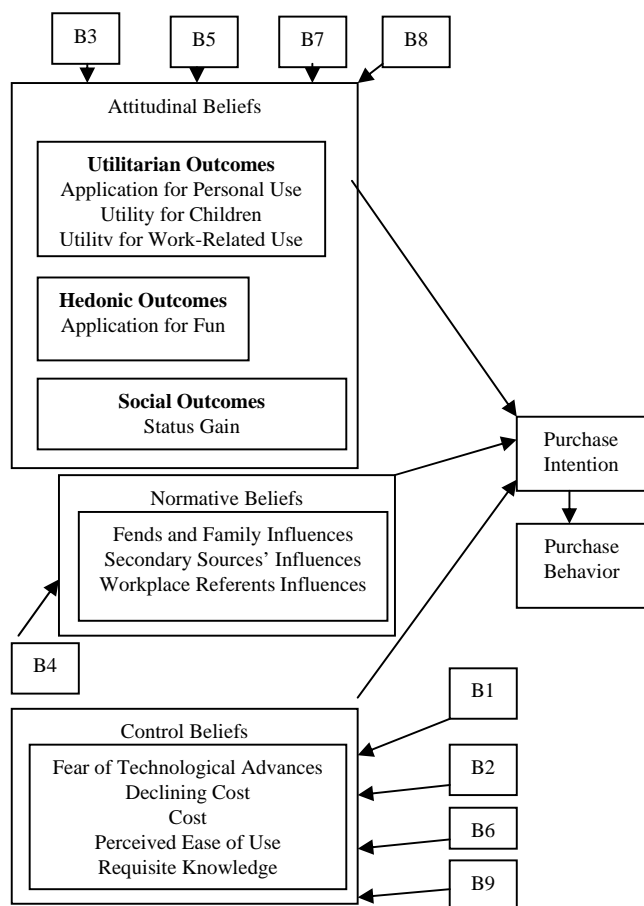 B3
B5
B7
B8
Attitudinal Beliefs
Utilitarian Outcomes
Application for Personal Use
Utility for Children
Utility for Work-Related Use
Hedonic Outcomes
Application for Fun
Social Outcomes
Status Gain
Purchase
Intention
Normative Beliefs
Fends and Family Influences
Secondary Sources’ Influences
Workplace Referents Influences
Purchase
Behavior
B4
B1
Control Beliefs
Fear of Technological Advances
Declining Cost
Cost
Perceived Ease of Use
Requisite Knowledge
B2
B6
B9